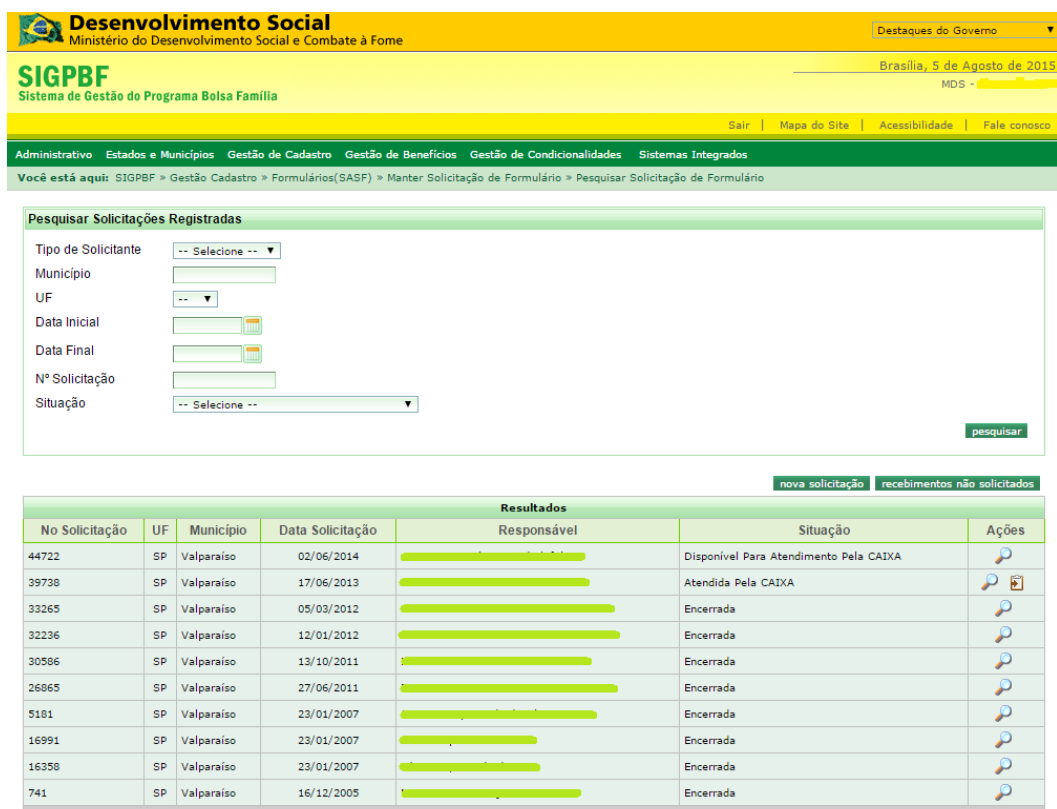 Desenvolvimento Social
Ministério do Desenvolvimento Social e Combate à Fome
Destaques do Governo
SIGPBF
Sistema de Gestão do Programa Bolsa Família
Brasília, 5 de Agosto de 2015
MDS -
Sair | Mapa do Site | Acessibilidade | Fale conosco
Administrativo Estados e Municípios Gestão de Cadastro Gestão de Benefícios Gestão de Condicionalidades Sistemas Integrados
Você está aqui: SIGPBF » Gestão Cadastro » Formulários(SASF) » Manter Solicitação de Formulário » Pesquisar Solicitação de Formulário
Pesquisar Solicitações Registradas
Tipo de Solicitante -- Selecione --
Município
UF --
Data Inicial
Data Final
Nº Solicitação
Situação -- Selecione --
pesquisar
nova solicitação recebimentos não solicitados
Resultados
No Solicitação UF Município Data Solicitação Responsável Situação Ações
44722 SP Valparaíso 02/06/2014 Disponível Para Atendimento Pela CAIXA
39738 SP Valparaíso 17/06/2013 Atendida Pela CAIXA
33265 SP Valparaíso 05/03/2012 Encerrada
32236 SP Valparaíso 12/01/2012 Encerrada
30586 SP Valparaíso 13/10/2011 Encerrada
26865 SP Valparaíso 27/06/2011 Encerrada
5181 SP Valparaíso 23/01/2007 Encerrada
16991 SP Valparaíso 23/01/2007 Encerrada
16358 SP Valparaíso 23/01/2007 Encerrada
741 SP Valparaíso 16/12/2005 Encerrada